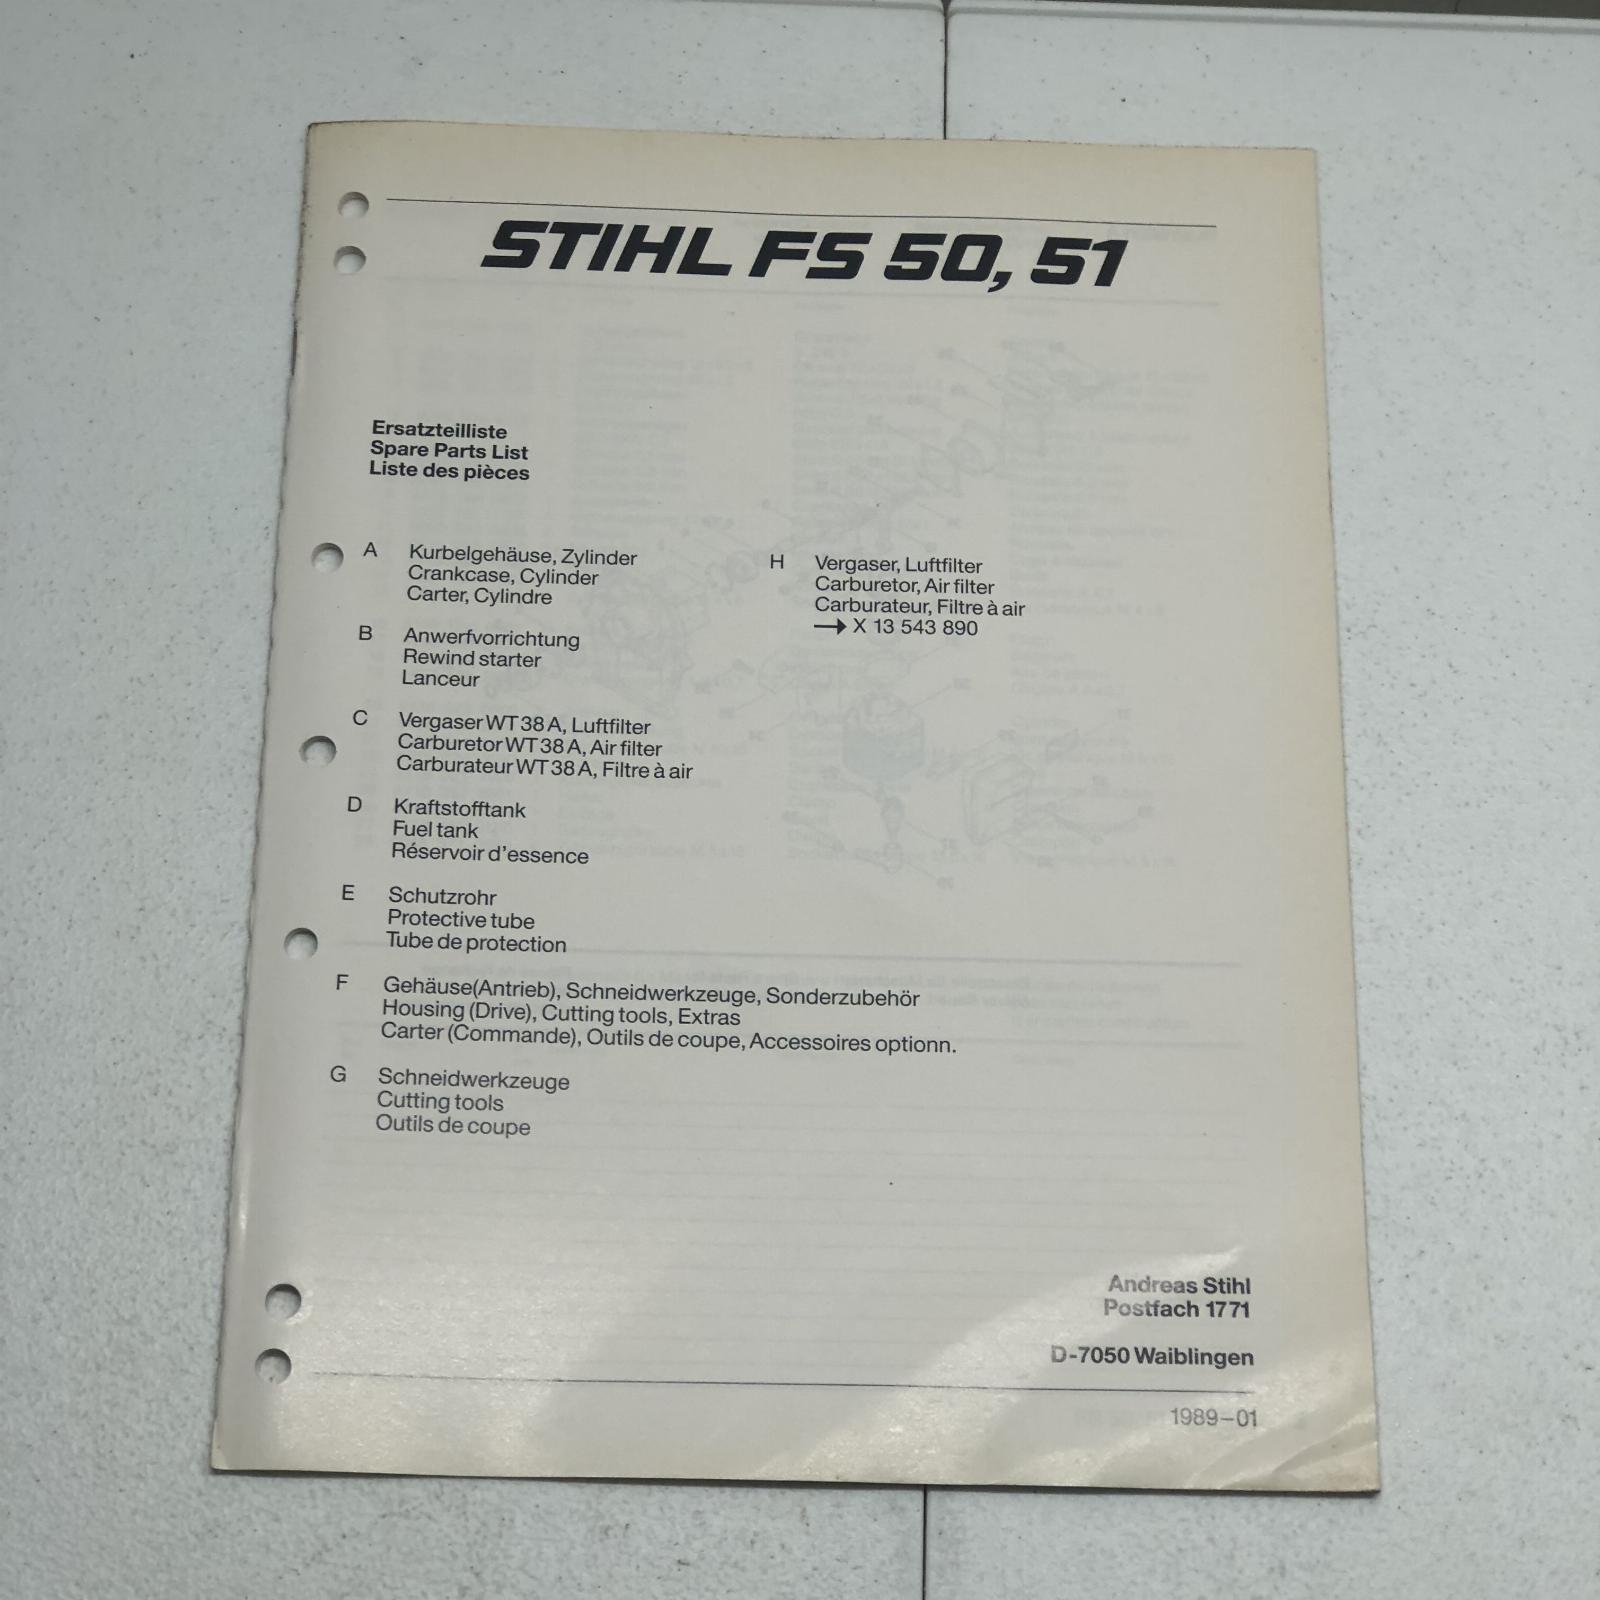 STIHL FS 50, 51
Ersatzteilliste
Spare Parts List
Liste des pièces
A Kurbelgehäuse, Zylinder
Crankcase, Cylinder
Carter, Cylindre
B Anwerfvorrichtung
Rewind starter
Lanceur
C Vergaser WT 38 A, Luftfilter
Carburetor WT 38 A, Air filter
Carburateur WT 38 A, Filtre à air
D Kraftstofftank
Fuel tank
Réservoir d'essence
E Schutzrohr
Protective tube
Tube de protection
F Gehäuse (Antrieb), Schneidwerkzeuge, Sonderzubehör
Housing (Drive), Cutting tools, Extras
Carter (Commande), Outils de coupe, Accessoires optionn.
G Schneidwerkzeuge
Cutting tools
Outils de coupe
H Vergaser, Luftfilter
Carburetor, Air filter
Carburateur, Filtre à air
→ X 13 543 890
Andreas Stihl
Postfach 1771
D-7050 Waiblingen
1989–01